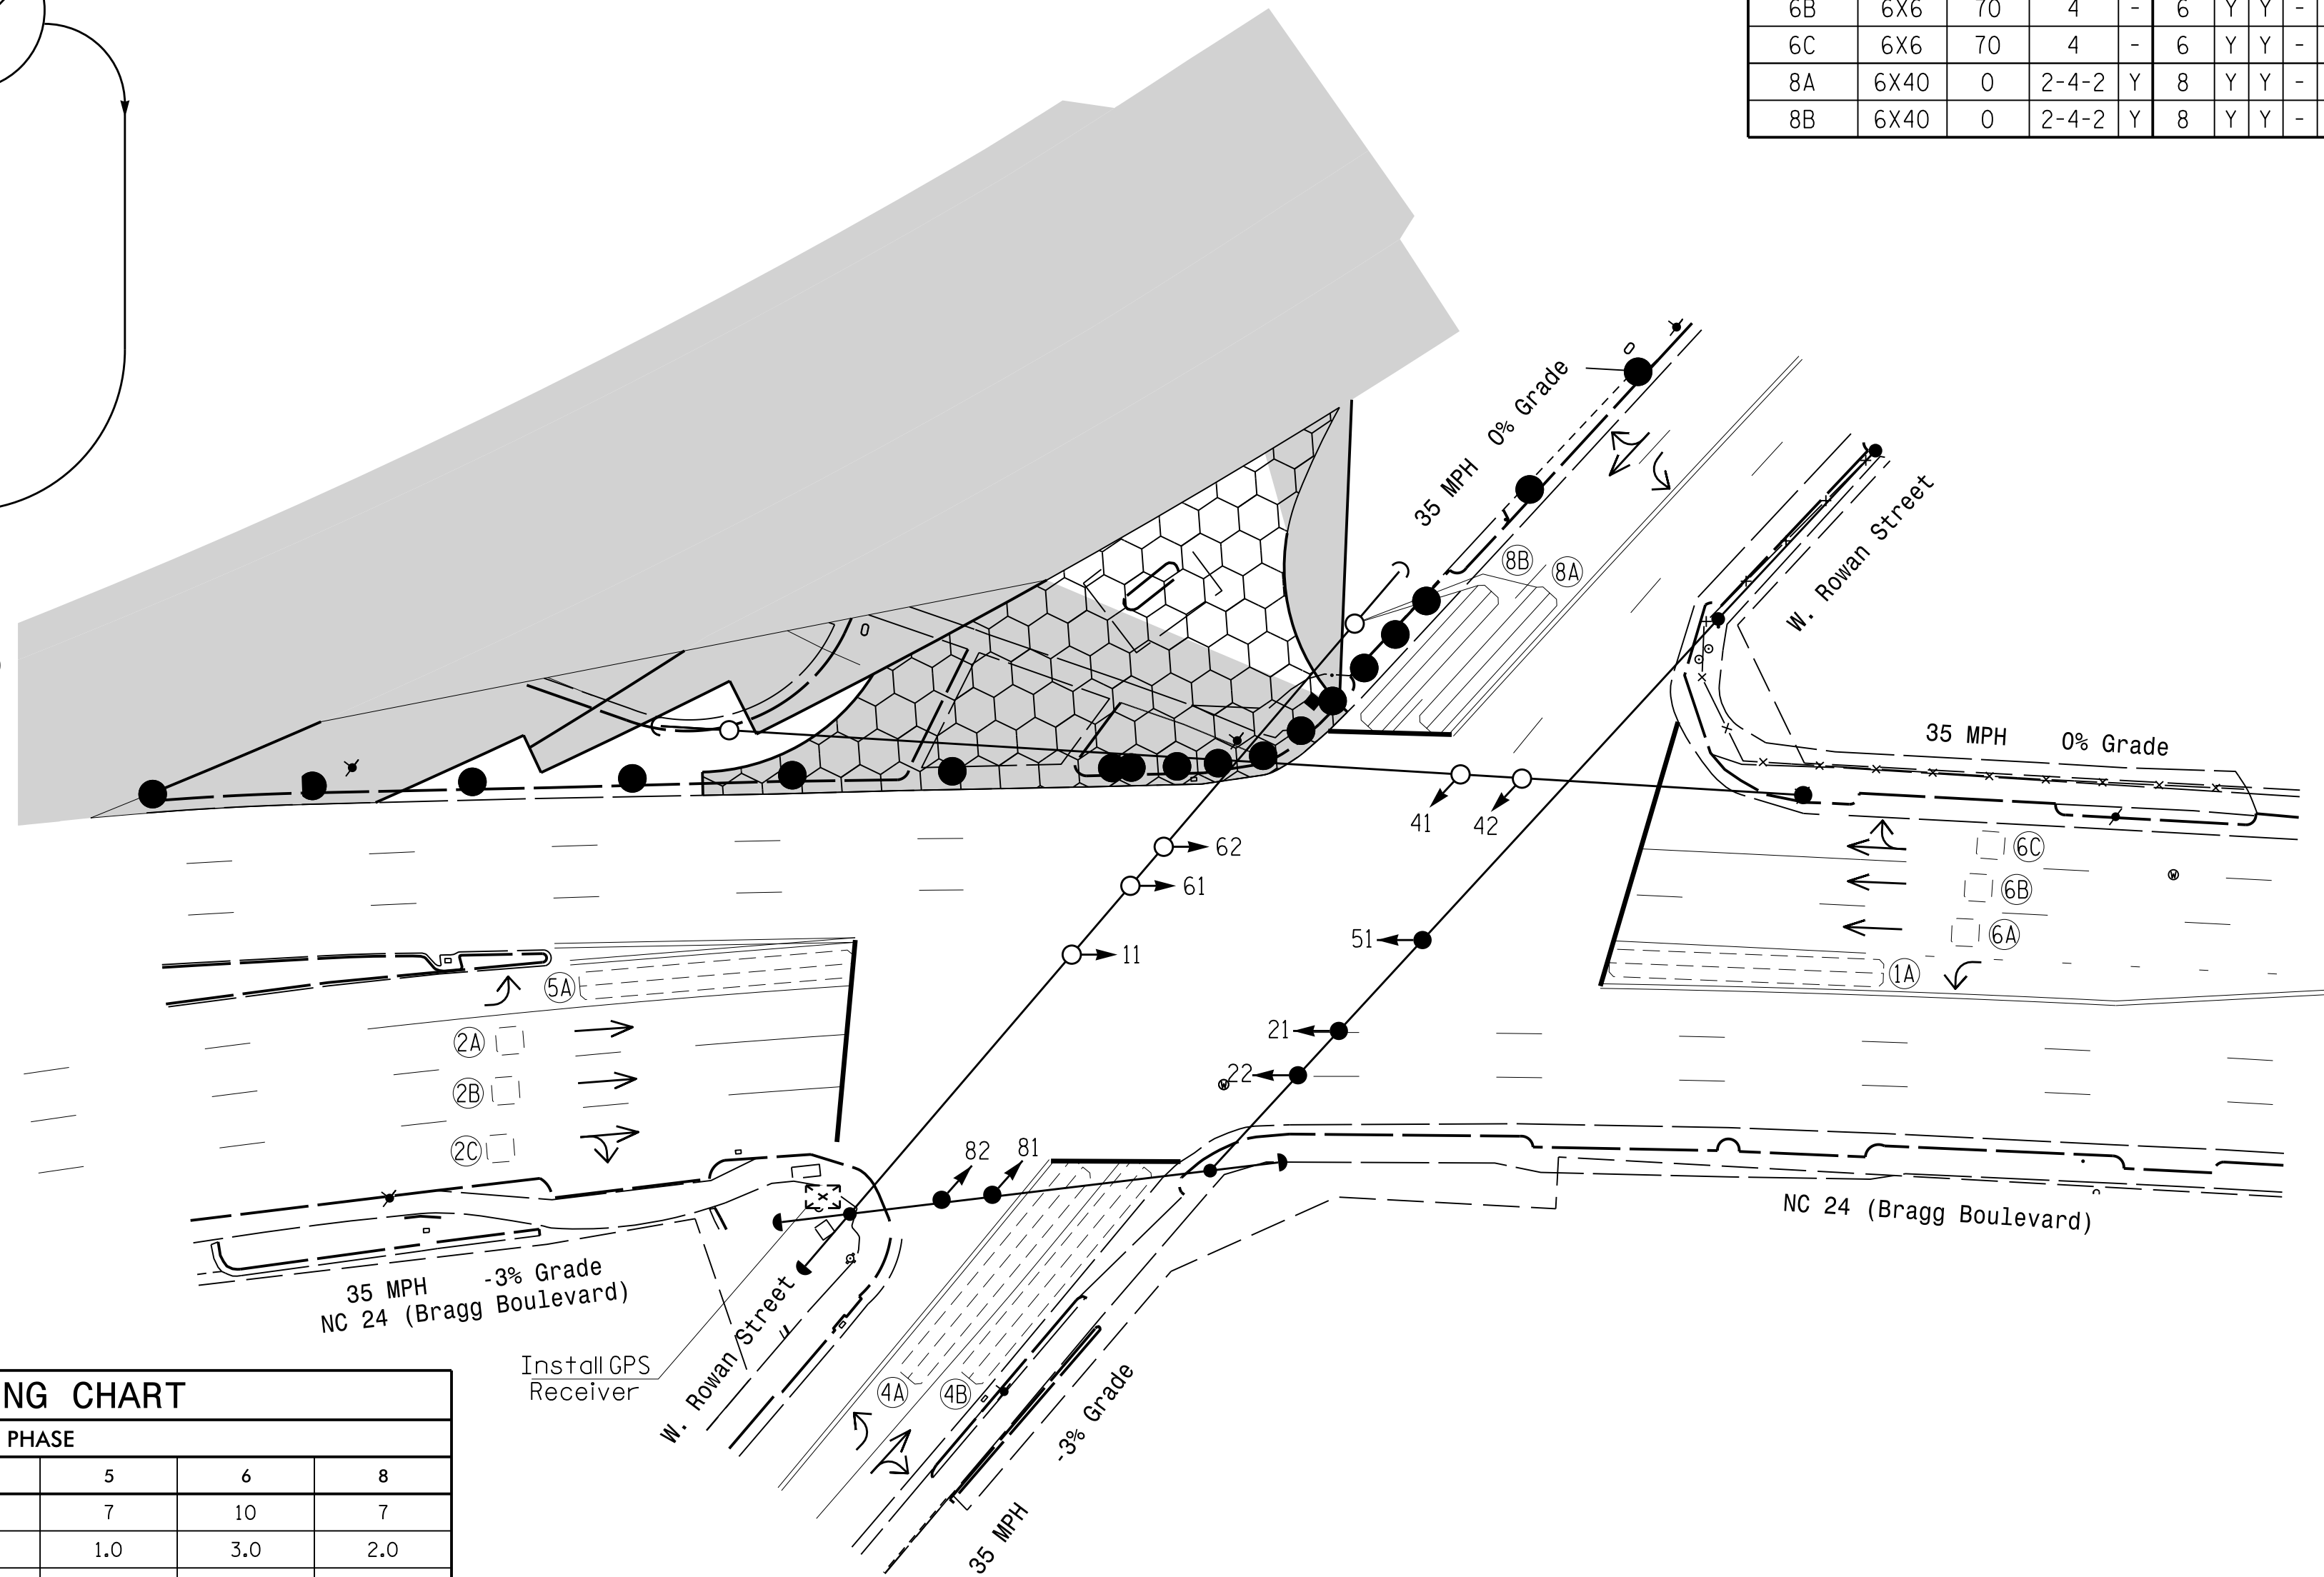 6B 6X6 70 4 - 6 Y Y -
6C 6X6 70 4 - 6 Y Y -
8A 6X40 0 2-4-2 Y 8 Y Y -
8B 6X40 0 2-4-2 Y 8 Y Y -
35 MPH 0% Grade
8B
8A
W. Rowan Street
35 MPH 0% Grade
41
42
62
61
11
6C
6B
6A
1A
51
21
22
5A
2A
2B
2C
82
81
NC 24 (Bragg Boulevard)
35 MPH -3% Grade
NC 24 (Bragg Boulevard)
Install GPS
Receiver
W. Rowan Street
4A
4B
35 MPH -3% Grade
NG CHART
PHASE
5 6 8
7 10 7
1.0 3.0 2.0